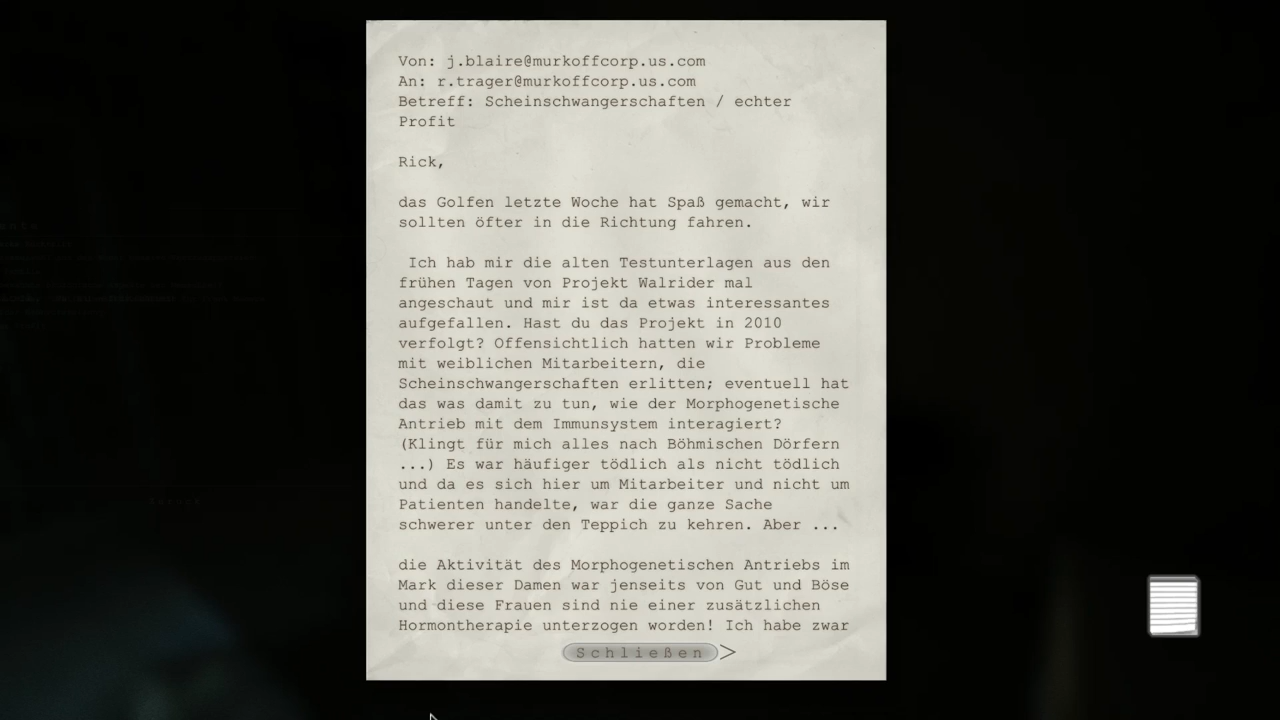 Von: j.blaire@murkoffcorp.us.com
An: r.trager@murkoffcorp.us.com
Betreff: Scheinschwangerschaften / echter
Profit
Rick,
das Golfen letzte Woche hat Spaß gemacht, wir
sollten öfter in die Richtung fahren.
Ich hab mir die alten Testunterlagen aus den
frühen Tagen von Projekt Walrider mal
angeschaut und mir ist da etwas interessantes
aufgefallen. Hast du das Projekt in 2010
verfolgt? Offensichtlich hatten wir Probleme
mit weiblichen Mitarbeitern, die
Scheinschwangerschaften erlitten; eventuell hat
das was damit zu tun, wie der Morphogenetische
Antrieb mit dem Immunsystem interagiert?
(Klingt für mich alles nach Böhmischen Dörfern
...) Es war häufiger tödlich als nicht tödlich
und da es sich hier um Mitarbeiter und nicht um
Patienten handelte, war die ganze Sache
schwerer unter den Teppich zu kehren. Aber ...
die Aktivität des Morphogenetischen Antriebs im
Mark dieser Damen war jenseits von Gut und Böse
und diese Frauen sind nie einer zusätzlichen
Hormontherapie unterzogen worden! Ich habe zwar
Schließen >